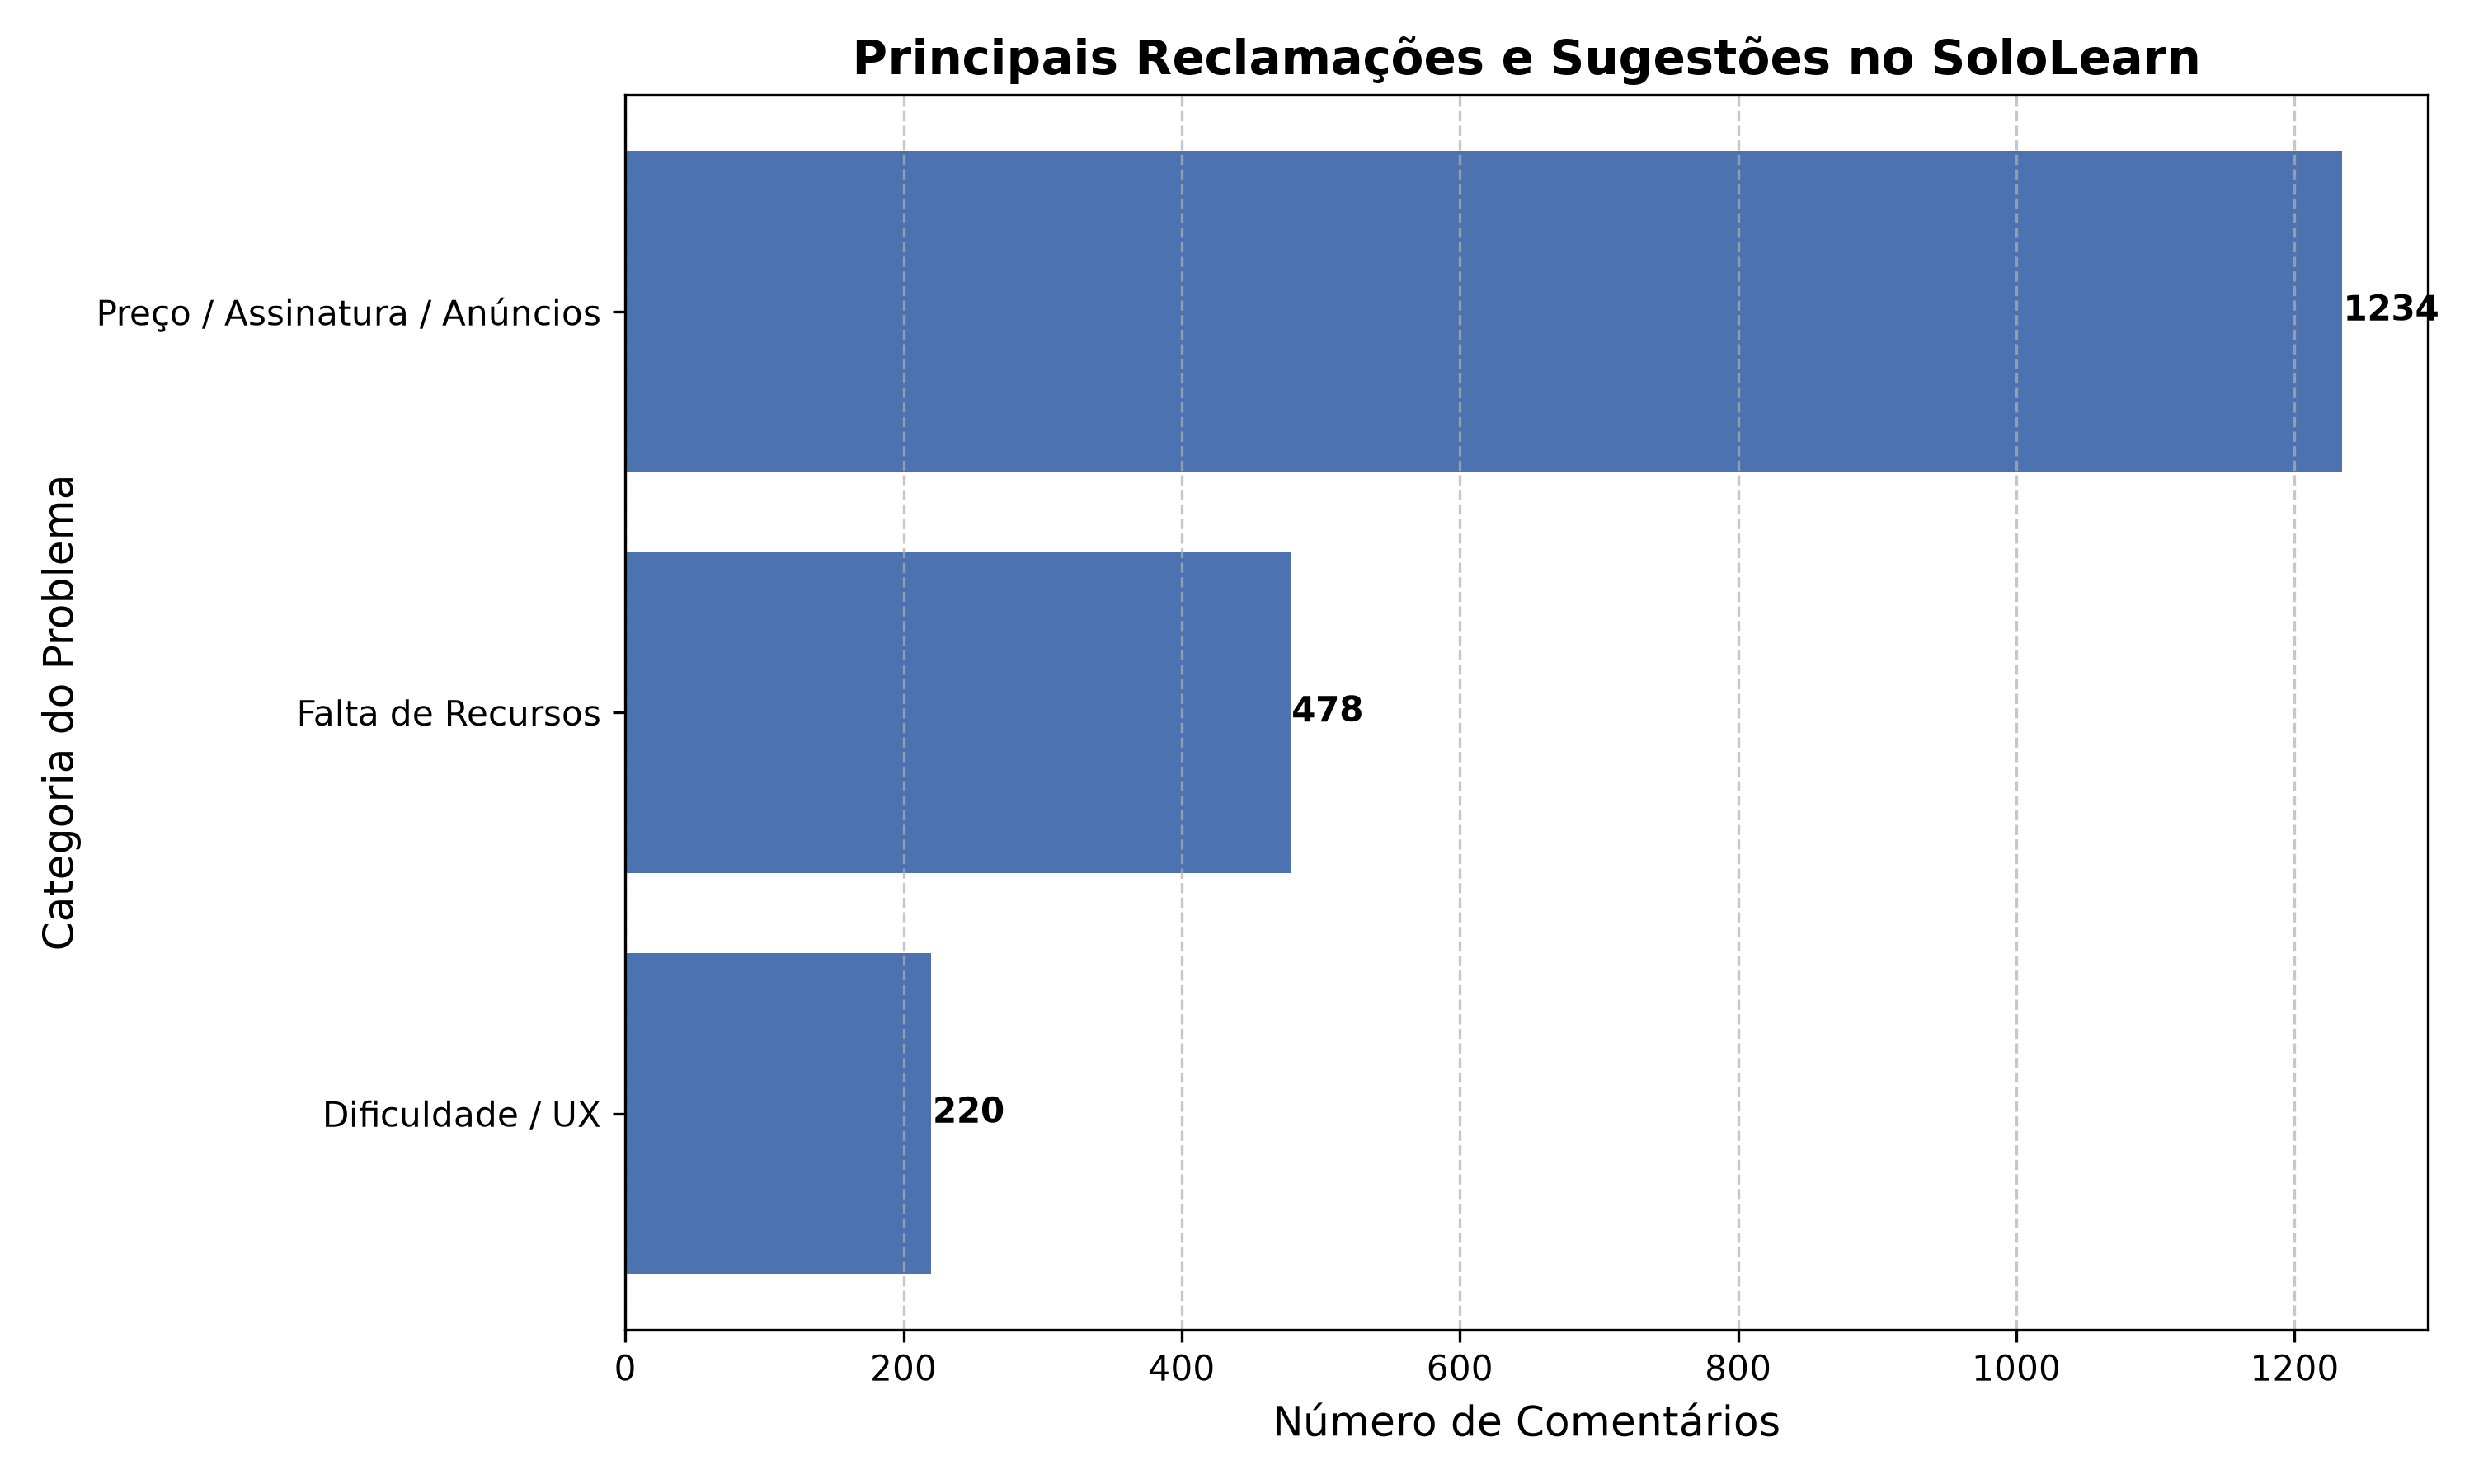 Principais Reclamações e Sugestões no SoloLearn
Categoria do Problema
Preço / Assinatura / Anúncios
1234
Falta de Recursos
478
Dificuldade / UX
220
0 200 400 600 800 1000 1200
Número de Comentários